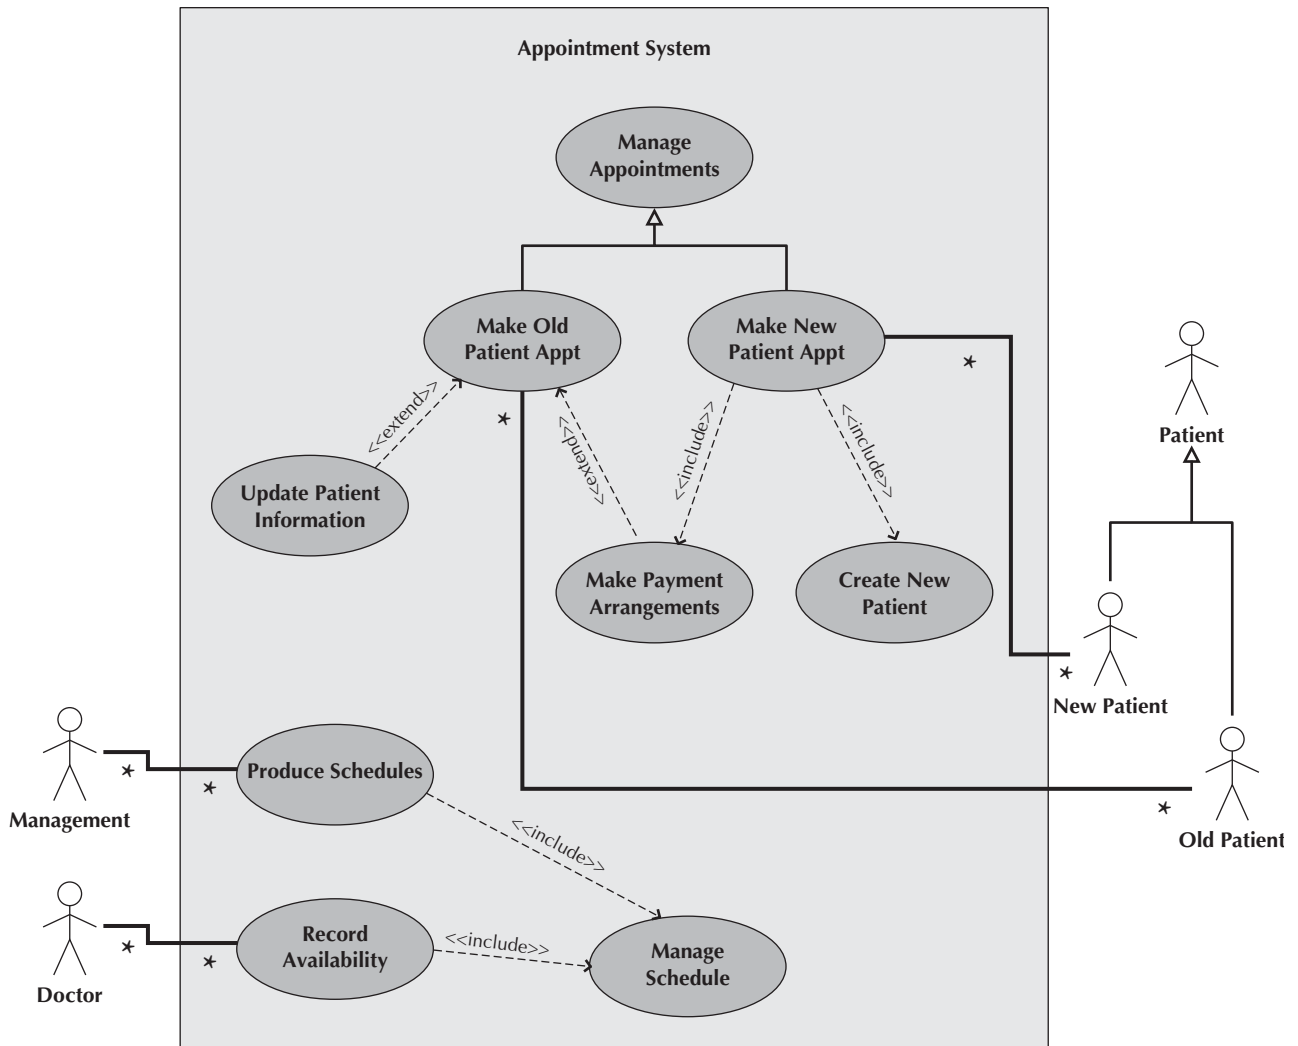 Appointment System
Manage
Appointments
Make Old
Patient Appt
Make New
Patient Appt
*
Patient
<<extend>>
*
<<extend>>
<<include>>
<<include>>
Update Patient
Information
Make Payment
Arrangements
Create New
Patient
*
New Patient
Management
*
*
Produce Schedules
*
Old Patient
<<include>>
Doctor
*
*
Record
Availability
<<include>>
Manage
Schedule